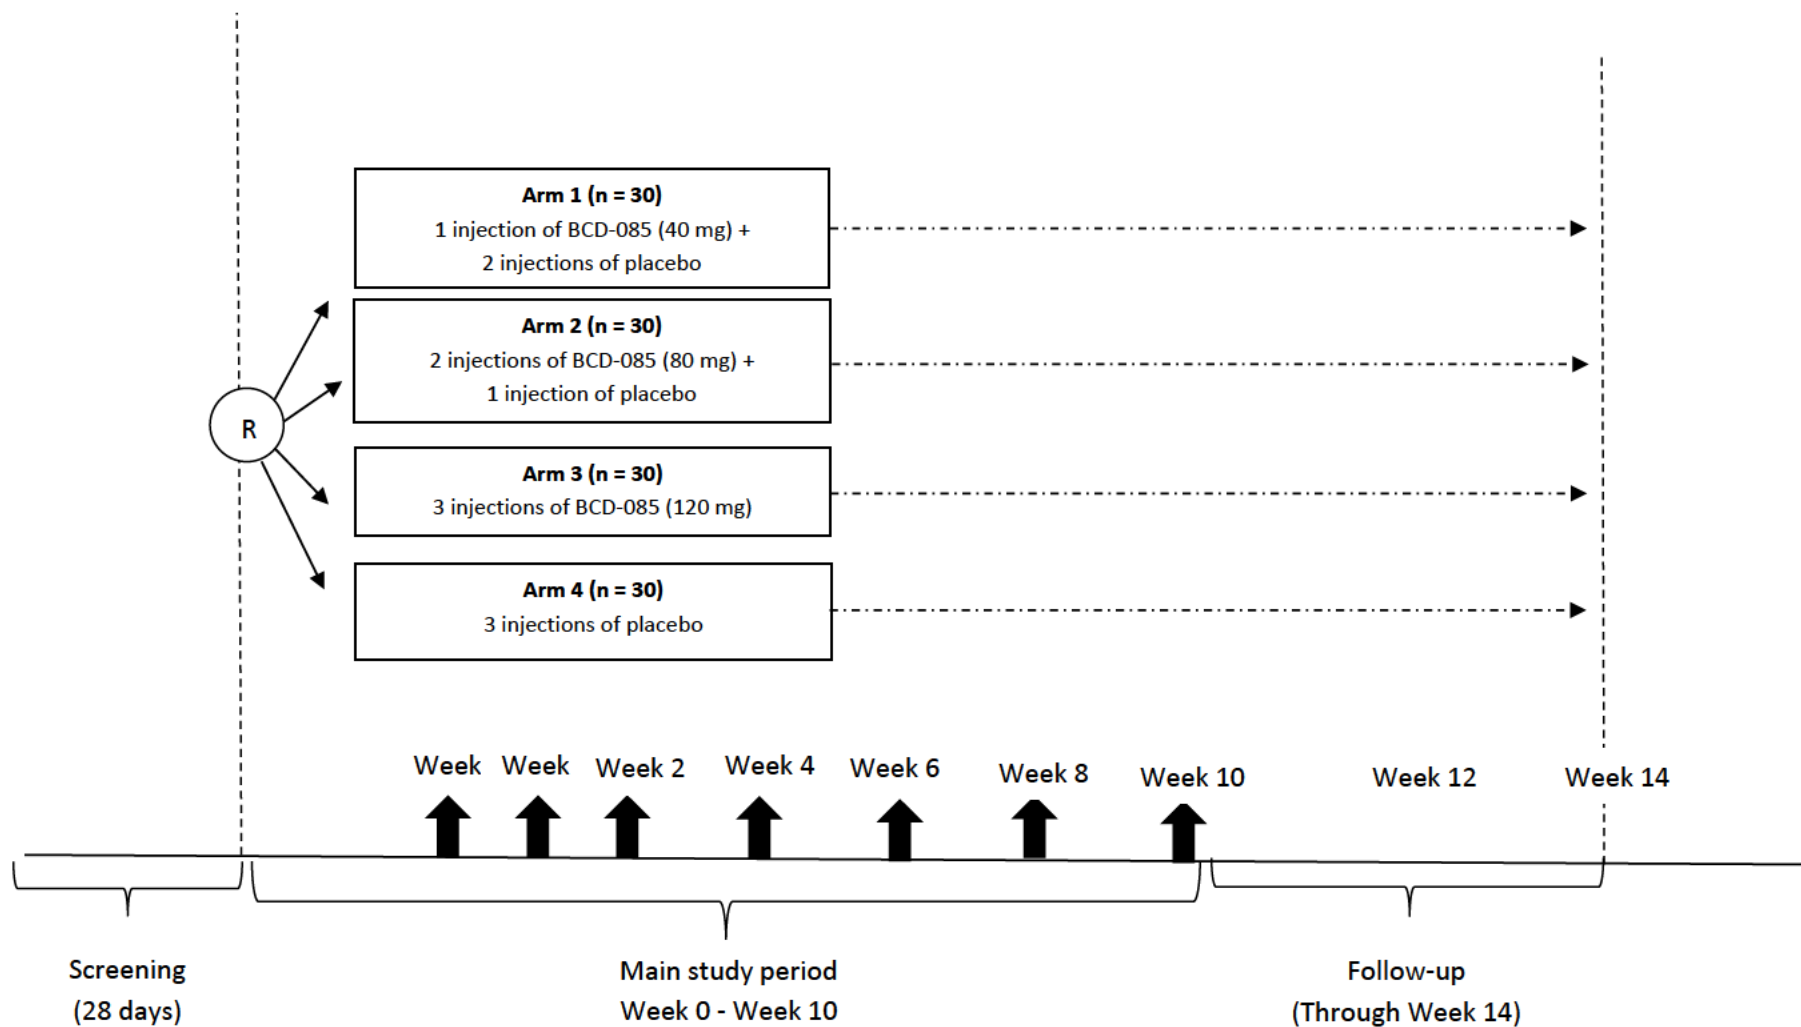 Arm 1 (n = 30)
1 injection of BCD-085 (40 mg) +
2 injections of placebo
Arm 2 (n = 30)
2 injections of BCD-085 (80 mg) +
1 injection of placebo
R
Arm 3 (n = 30)
3 injections of BCD-085 (120 mg)
Arm 4 (n = 30)
3 injections of placebo
Week
Week
Week 2
Week 4
Week 6
Week 8
Week 10
Week 12
Week 14
Screening
(28 days)
Main study period
Week 0 - Week 10
Follow-up
(Through Week 14)